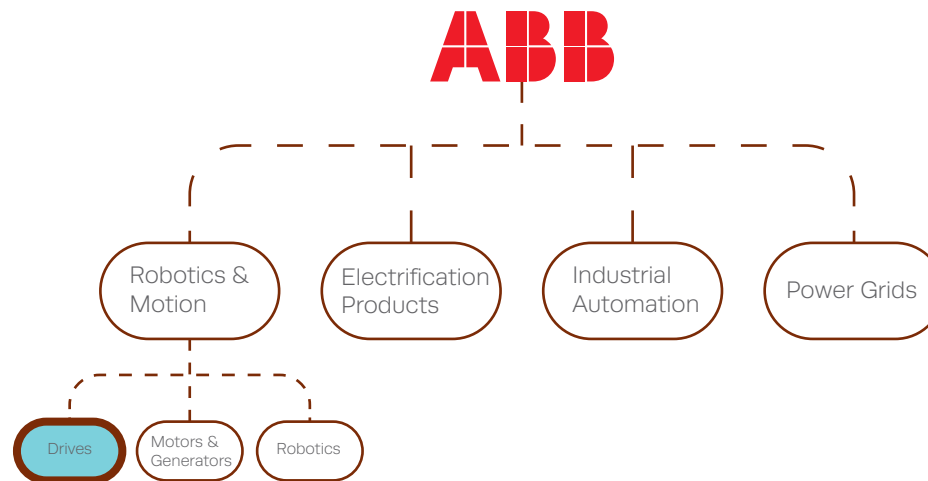 ABB
Robotics &
Motion
Electrification
Products
Industrial
Automation
Power Grids
Drives
Motors &
Generators
Robotics